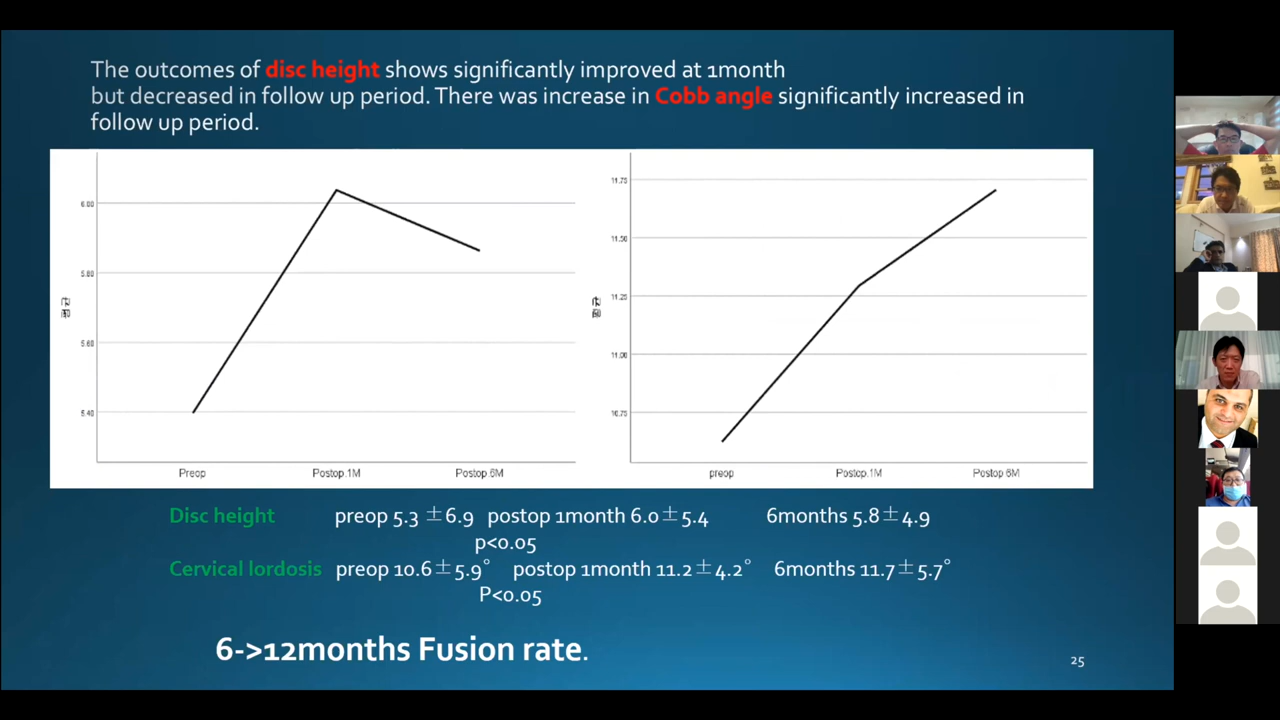 The outcomes of disc height shows significantly improved at 1month
but decreased in follow up period. There was increase in Cobb angle significantly increased in
follow up period.
6.00
5.80
5.60
5.40
평균
Preop
Postop.1M
Postop.6M
11.75
11.50
11.25
11.00
10.75
평균
preop
Postop.1M
Postop 6M
Disc height preop 5.3 ±6.9 postop 1month 6.0±5.4 6months 5.8±4.9
p<0.05
Cervical lordosis preop 10.6±5.9° postop 1month 11.2±4.2° 6months 11.7±5.7°
P<0.05
6->12months Fusion rate.
25